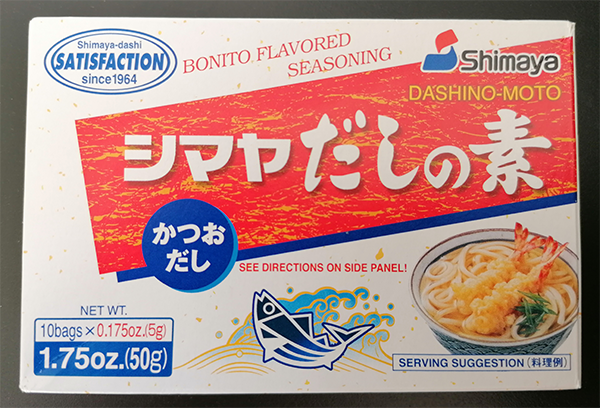 Shimaya-dashi
SATISFACTION
since1964
BONITO FLAVORED
SEASONING
Shimaya
DASHINO-MOTO
シマヤだしの素
かつお
だし
SEE DIRECTIONS ON SIDE PANEL!
NET WT.
10bags×0.175oz.(5g)
1.75oz.(50g)
SERVING SUGGESTION (料理例)